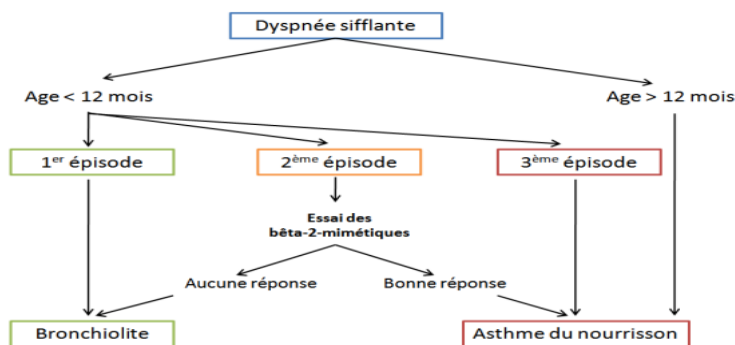 Dyspnée sifflante
Age < 12 mois
Age > 12 mois
1er épisode
2ème épisode
3ème épisode
Essai des
bêta-2-mimétiques
Aucune réponse
Bonne réponse
Bronchiolite
Asthme du nourrisson